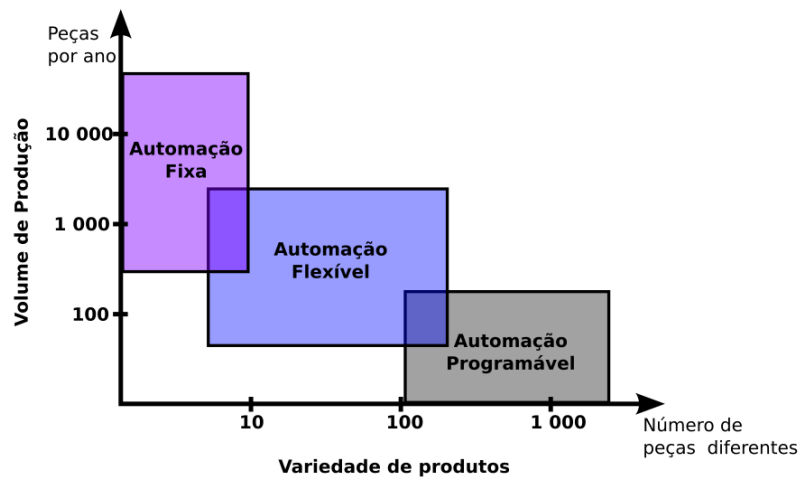 Peças
por ano
Volume de Produção
10 000
1 000
100
Automação
Fixa
Automação
Flexível
Automação
Programável
10
100
1 000
Número de
peças diferentes
Variedade de produtos